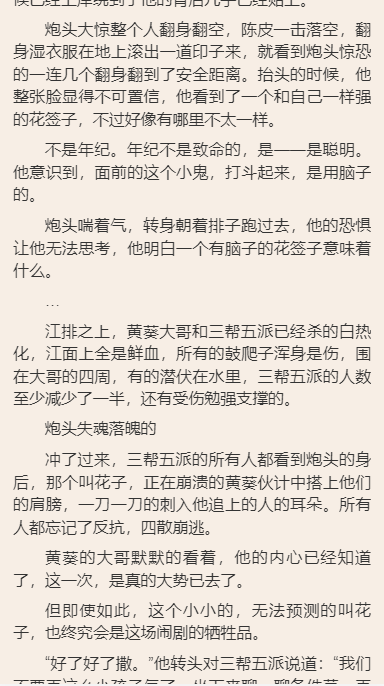 炮头大惊整个人翻身翻空，陈皮一击落空，翻
身湿衣服在地上滚出一道印子来，就看到炮头惊恐
的一连几个翻身翻到了安全距离。抬头的时候，他
整张脸显得不可置信，他看到了一个和自己一样强
的花签子，不过好像有哪里不太一样。
不是年纪。年纪不是致命的，是一一是聪明。
他意识到，面前的这个小鬼，打斗起来，是用脑子
的。
炮头喘着气，转身朝着排子跑过去，他的恐惧
让他无法思考，他明白一个有脑子的花签子意味着
什么。
…
江排之上，黄葵大哥和三帮五派已经杀的白热
化，江面上全是鲜血，所有的鼓爬子浑身是伤，围
在大哥的四周，有的潜伏在水里，三帮五派的人数
至少减少了一半，还有受伤勉强支撑的。
炮头失魂落魄的
冲了过来，三帮五派的所有人都看到炮头的身
后，那个叫花子，正在崩溃的黄葵伙计中搭上他们
的肩膀，一刀一刀的刺入他追上的人的耳朵。所有
人都忘记了反抗，四散崩逃。
黄葵的大哥默默的看着，他的内心已经知道
了，这一次，是真的大势已去了。
但即使如此，这个小小的，无法预测的叫花
子，也终究会是这场闹剧的牺牲品。
“好了好了撒。”他转头对三帮五派说道：“我们